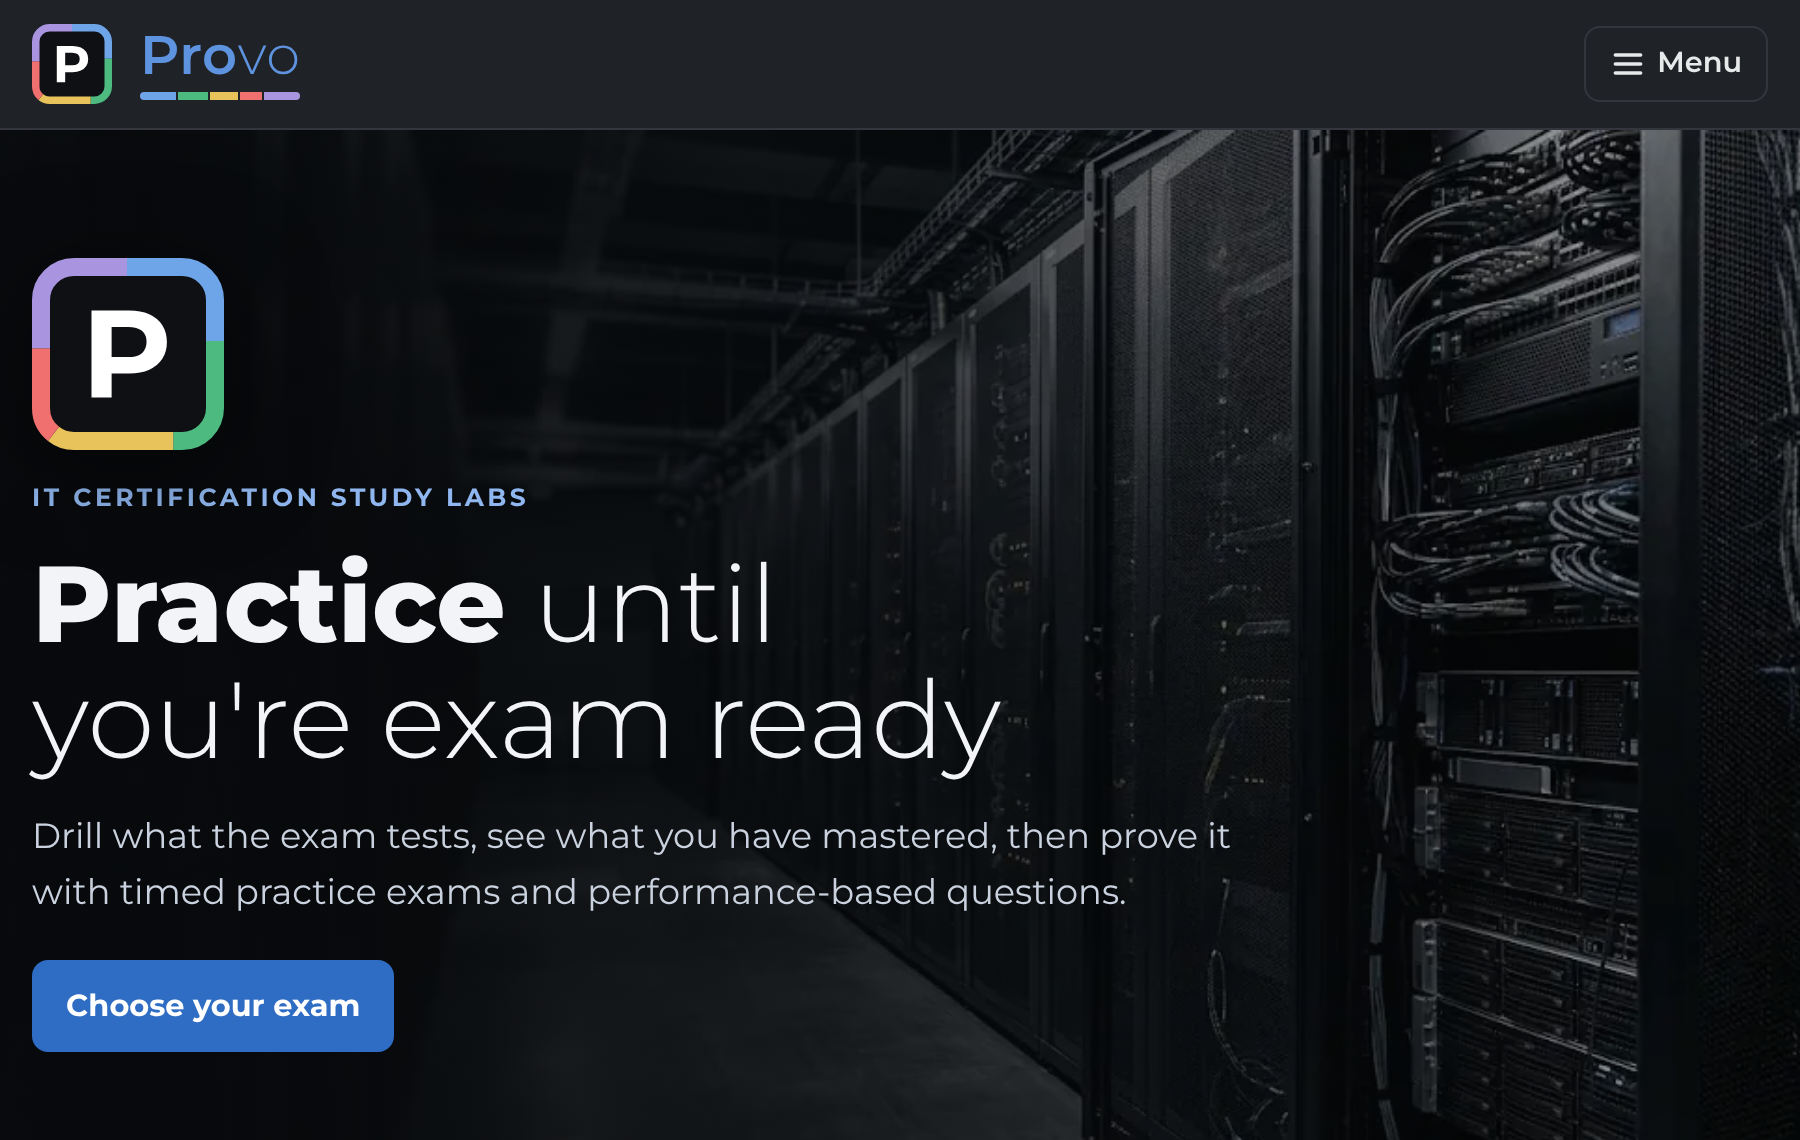 P
Provo
Menu
P
IT CERTIFICATION STUDY LABS
Practice until
you're exam ready
Drill what the exam tests, see what you have mastered, then prove it
with timed practice exams and performance-based questions.
Choose your exam